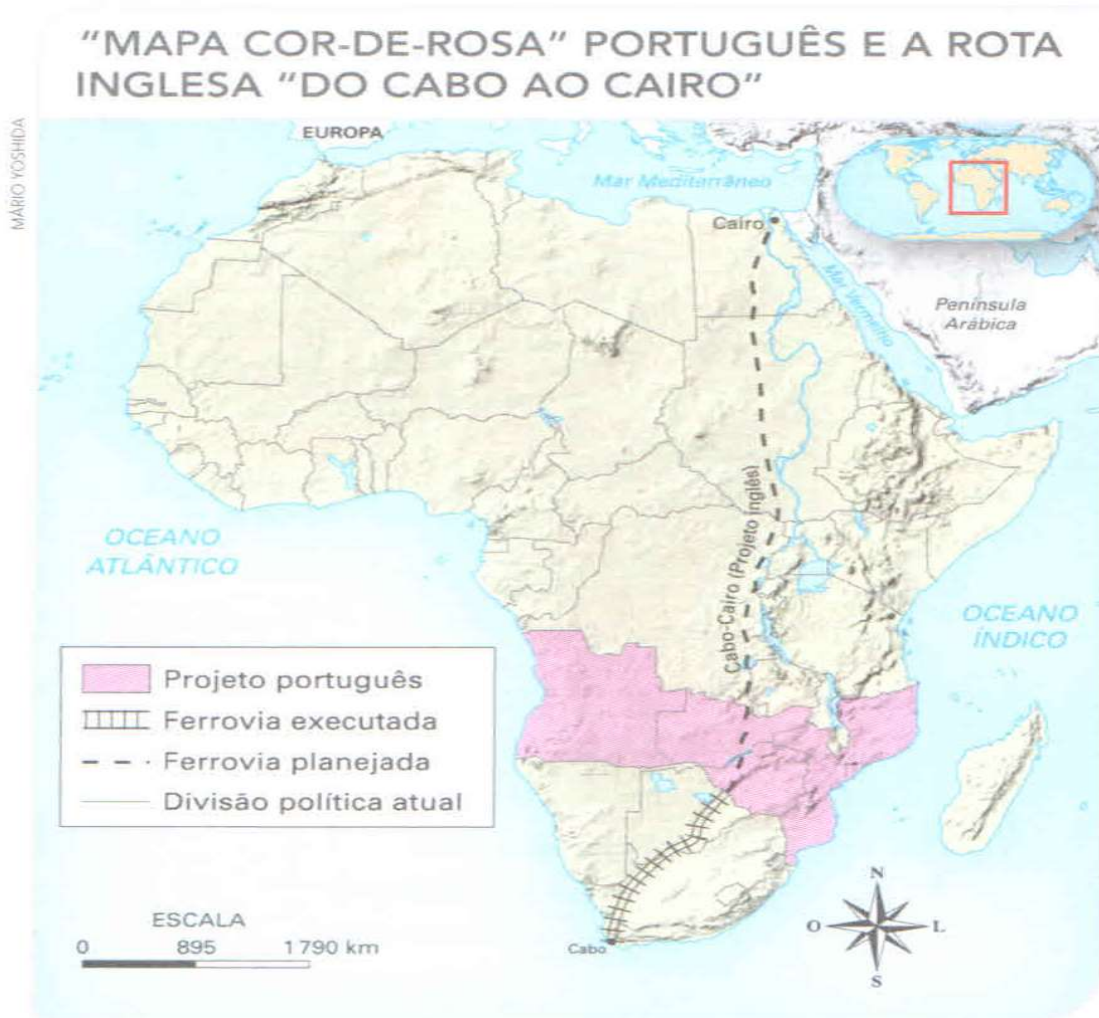 "MAPA COR-DE-ROSA" PORTUGUÊS E A ROTA
INGLESA "DO CABO AO CAIRO"
MÁRIO YOSHIDA
EUROPA
Mar Mediterrâneo
Cairo
Mar Vermelho
Península
Arábica
Cabo-Cairo (Projeto inglês)
OCEANO
ATLÂNTICO
OCEANO
ÍNDICO
Projeto português
Ferrovia executada
Ferrovia planejada
Divisão política atual
ESCALA
0 895 1 790 km
Cabo
N
O L
S